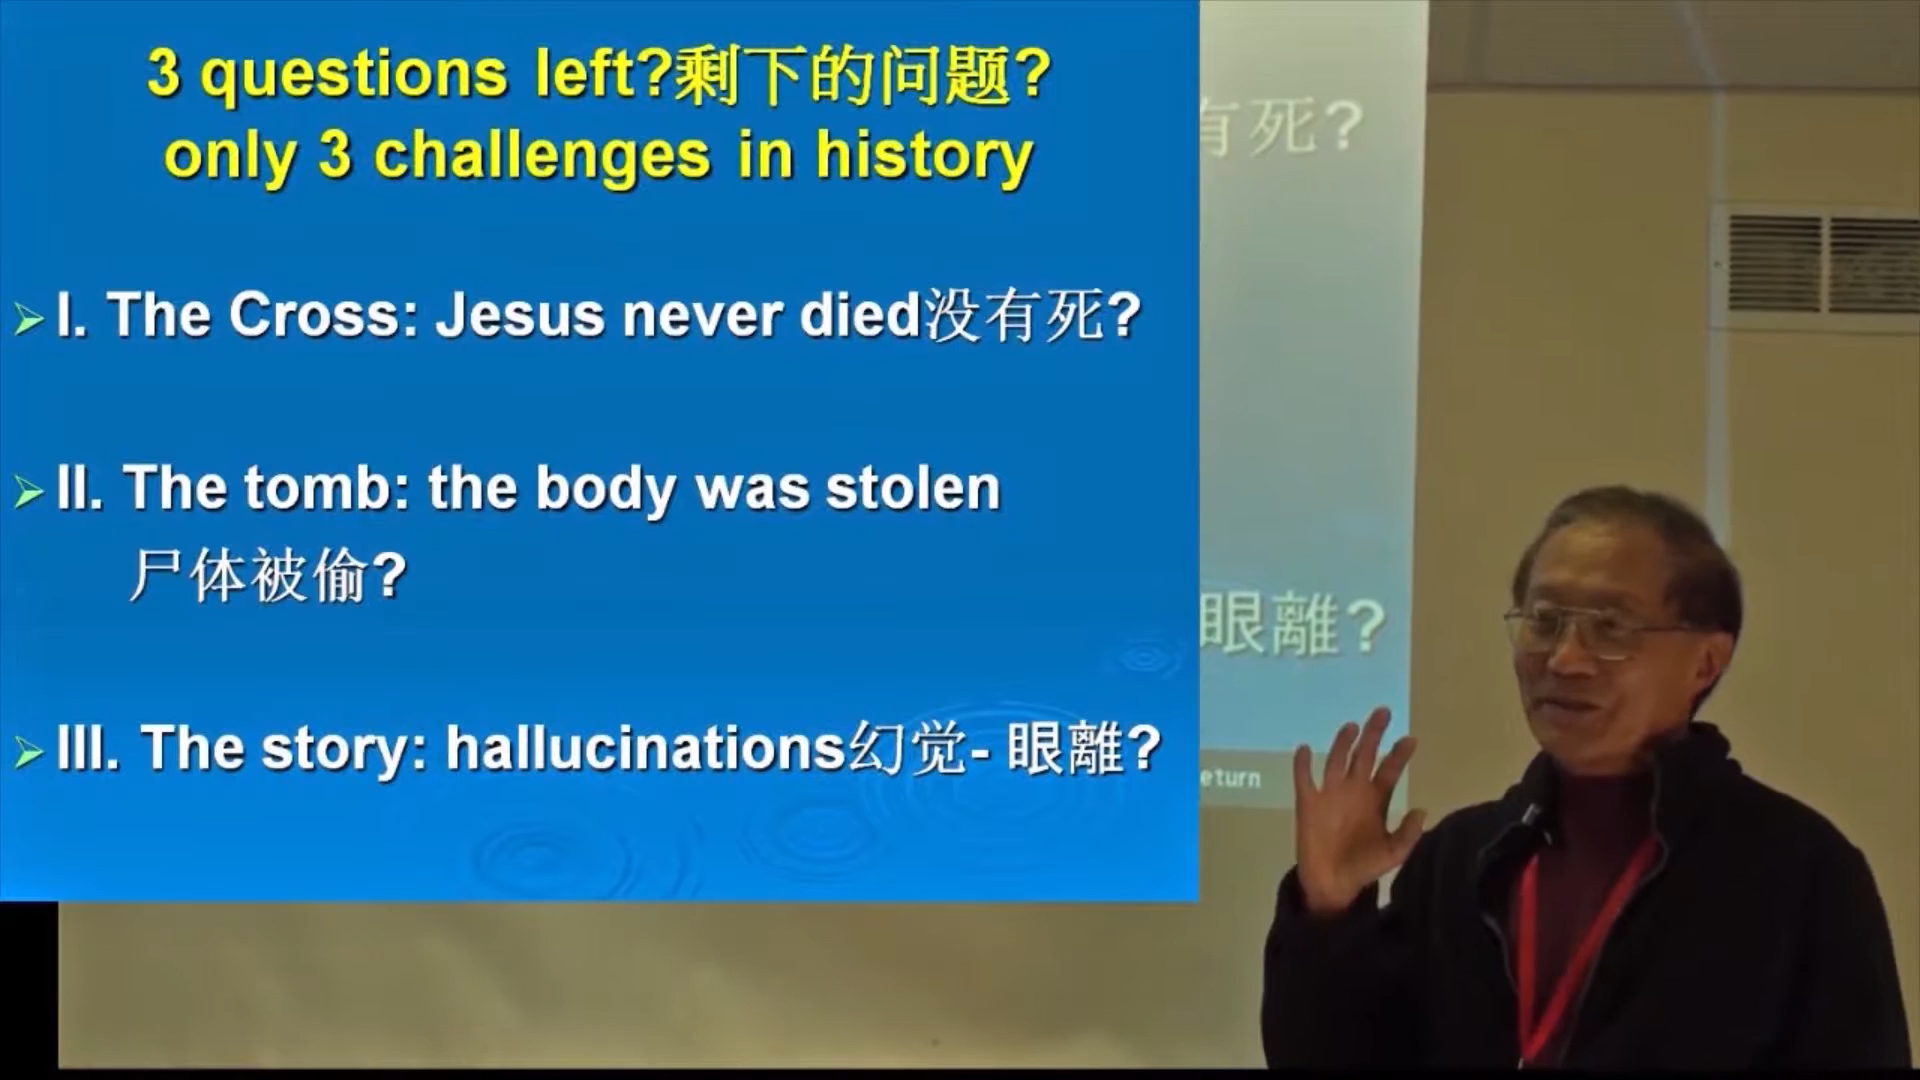 3 questions left?剩下的问题?
only 3 challenges in history
I. The Cross: Jesus never died没有死?
II. The tomb: the body was stolen
尸体被偷?
III. The story: hallucinations幻觉- 眼離?
有死?
眼離?
eturn